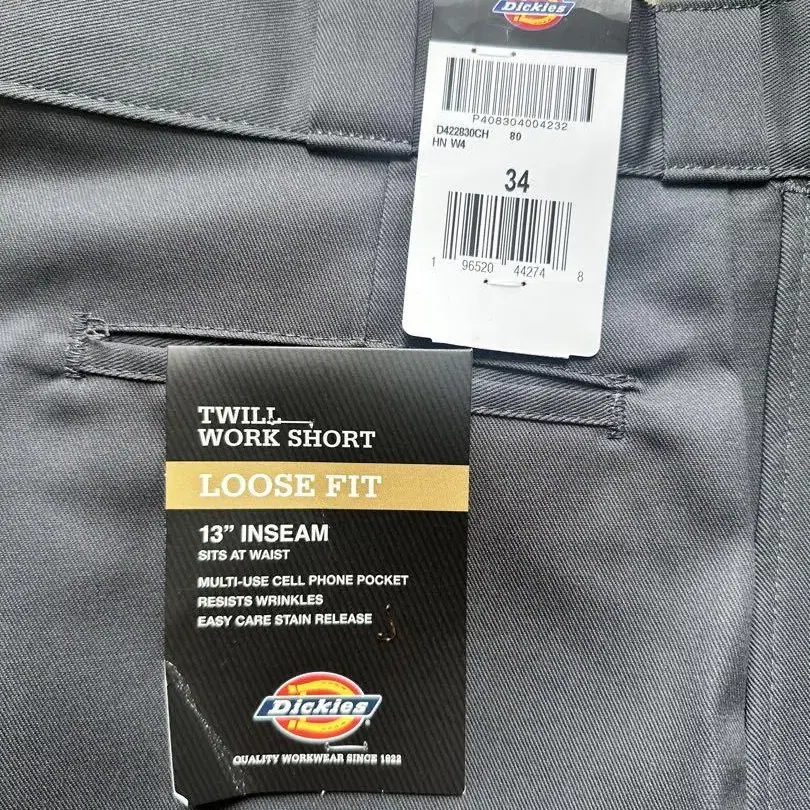 Dickies
P408304004232
D422830CH 80
HN W4
34
1 96520 44274 8
TWILL
WORK SHORT
LOOSE FIT
13” INSEAM
SITS AT WAIST
MULTI-USE CELL PHONE POCKET
RESISTS WRINKLES
EASY CARE STAIN RELEASE
Dickies®
QUALITY WORKWEAR SINCE 1922